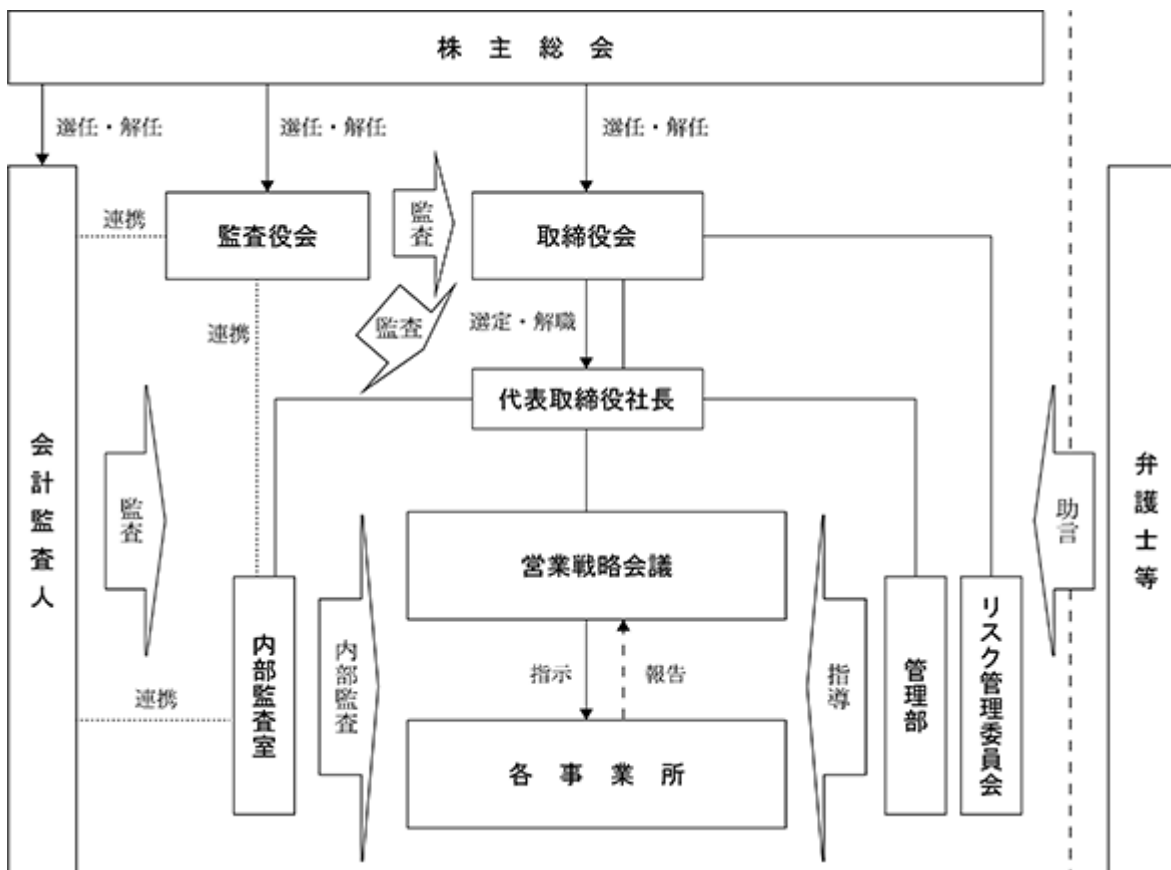 株主総会
選任・解任
選任・解任
選任・解任
連携
監査役会
監査
取締役会
連携
監査
選定・解職
代表取締役社長
会計監査人
監査
弁護士等
助言
営業戦略会議
内部監査室
内部監査
指示
報告
指導
管理部
リスク管理委員会
連携
各事業所